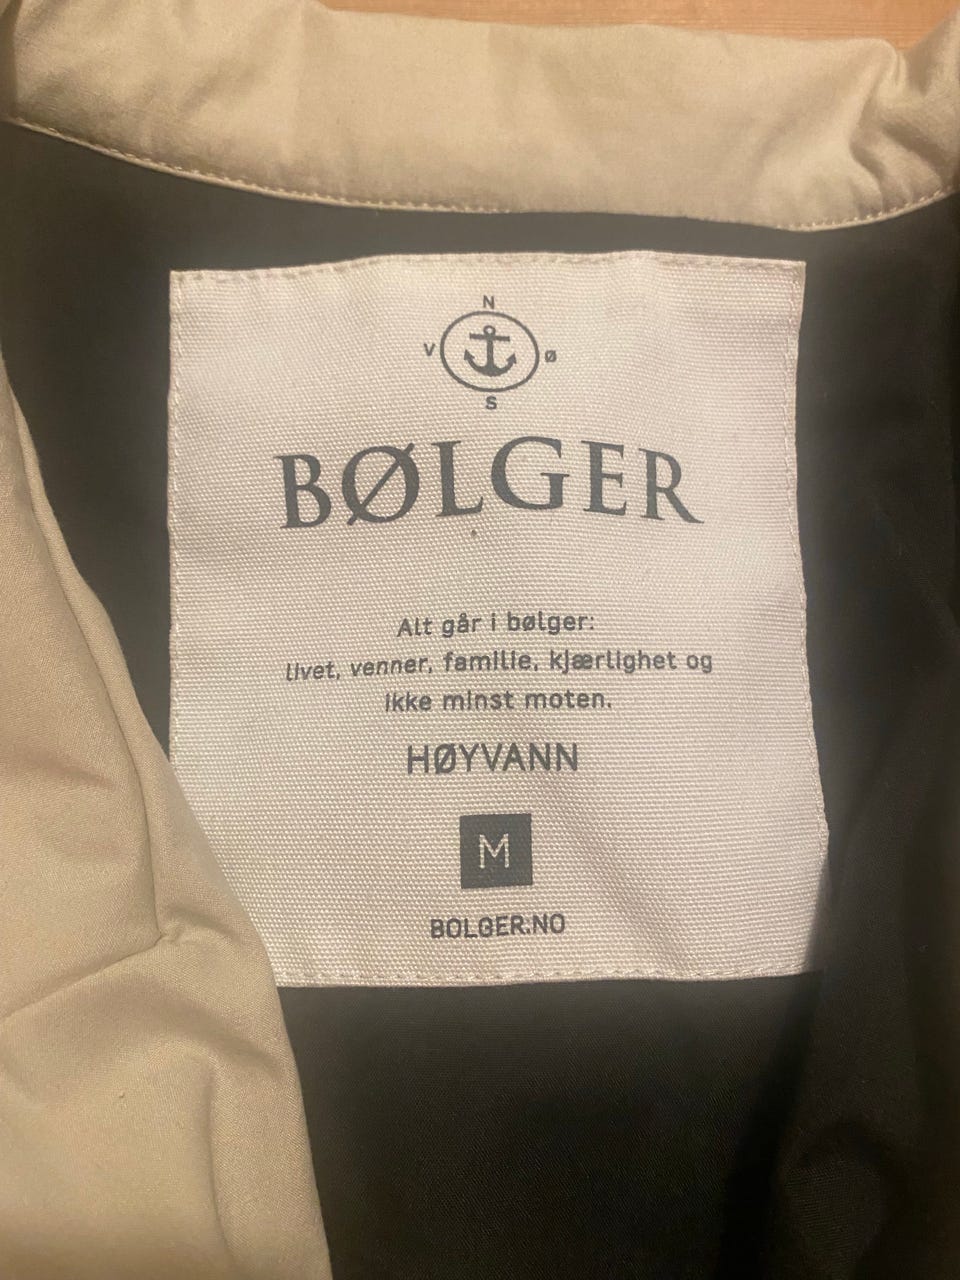 N
V Ø
S
BØLGER
Alt går i bølger:
livet, venner, familie, kjærlighet og
ikke minst moten.
HØYVANN
M
BOLGER.NO